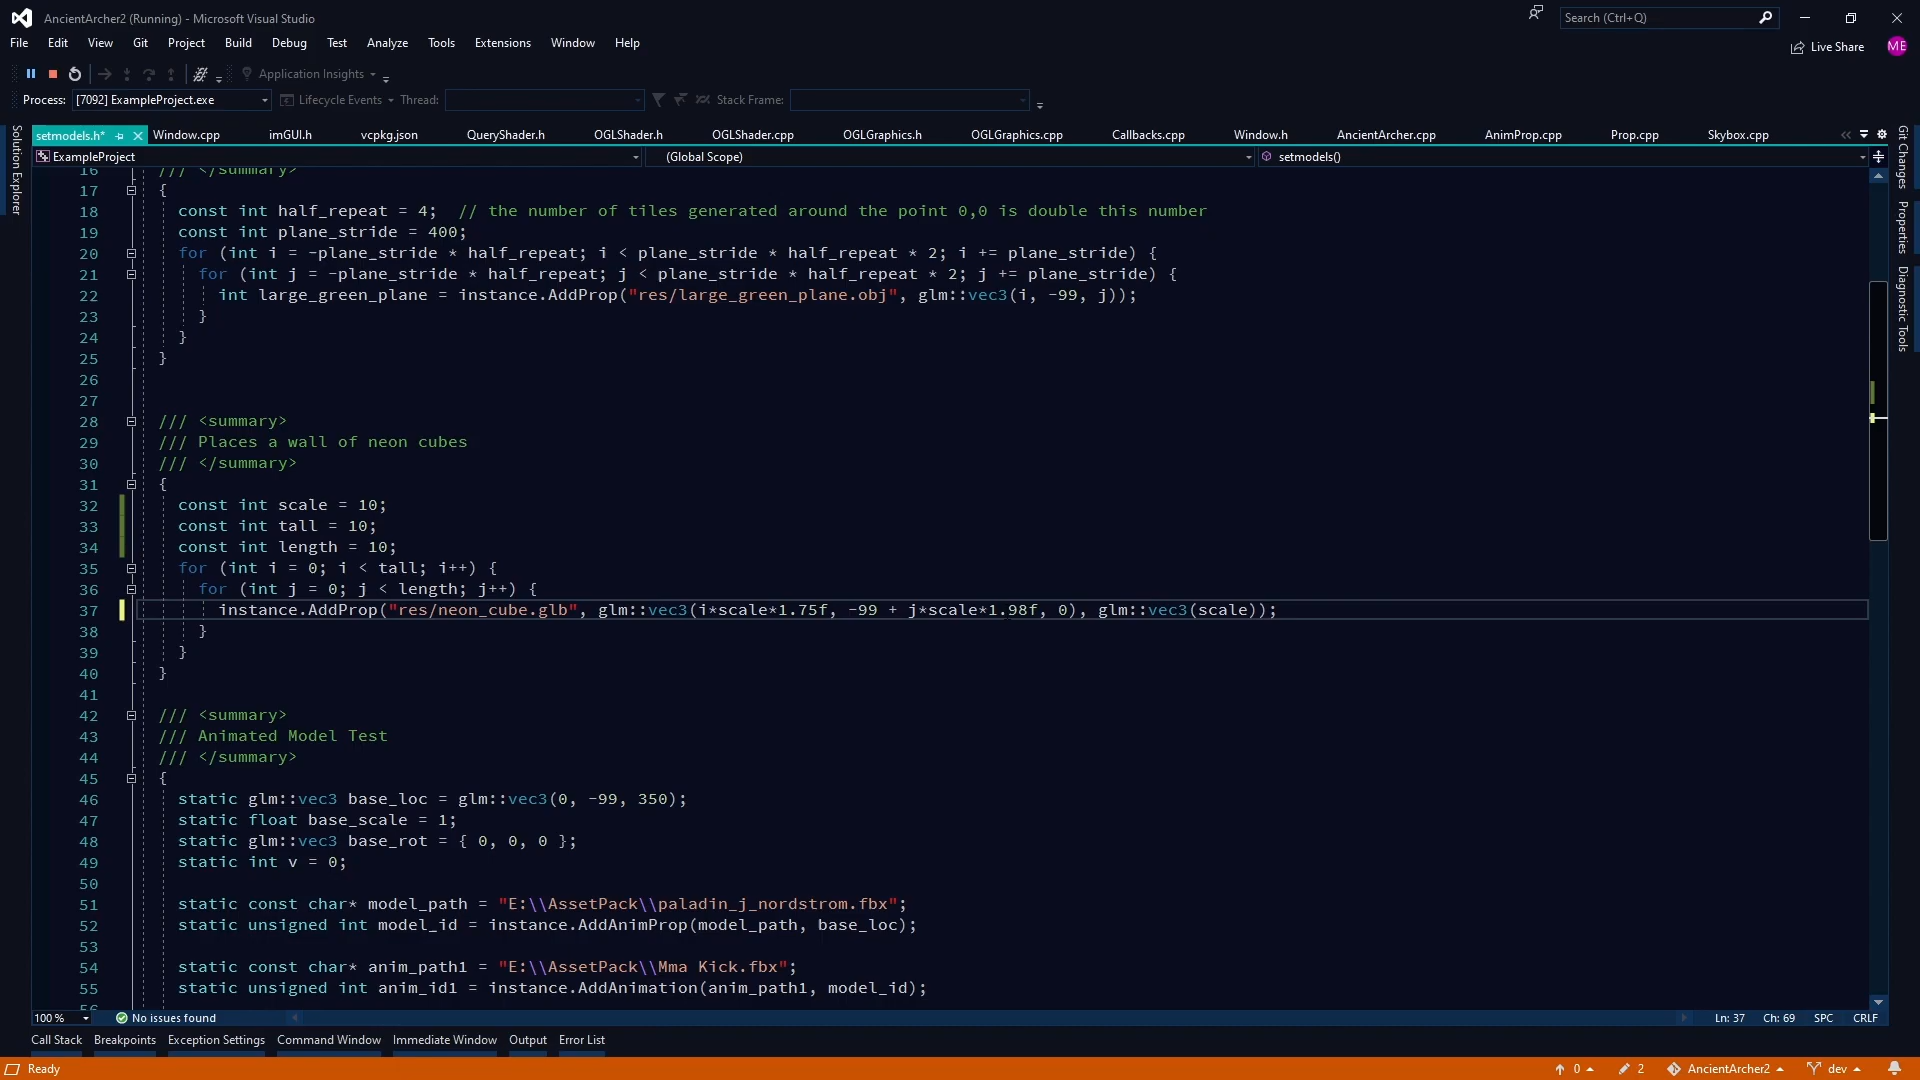 AncientArcher2 (Running) - Microsoft Visual Studio
Search (Ctrl+Q)
File Edit View Git Project Build Debug Test Analyze Tools Extensions Window Help
Live Share
ME
Application Insights
Process: [7092] ExampleProject.exe Lifecycle Events Thread: Stack Frame:
setmodels.h* Window.cpp imGUI.h vcpkg.json QueryShader.h OGLShader.h OGLShader.cpp OGLGraphics.h OGLGraphics.cpp Callbacks.cpp Window.h AncientArcher.cpp AnimProp.cpp Prop.cpp Skybox.cpp
ExampleProject (Global Scope) setmodels()
Solution Explorer
Git Changes
Properties
Diagnostic Tools
16 /// </summary>
17 {
18 const int half_repeat = 4;  // the number of tiles generated around the point 0,0 is double this number
19 const int plane_stride = 400;
20 for (int i = -plane_stride * half_repeat; i < plane_stride * half_repeat * 2; i += plane_stride) {
21 for (int j = -plane_stride * half_repeat; j < plane_stride * half_repeat * 2; j += plane_stride) {
22 int large_green_plane = instance.AddProp("res/large_green_plane.obj", glm::vec3(i, -99, j));
23 }
24 }
25 }
26
27
28 /// <summary>
29 /// Places a wall of neon cubes
30 /// </summary>
31 {
32 const int scale = 10;
33 const int tall = 10;
34 const int length = 10;
35 for (int i = 0; i < tall; i++) {
36 for (int j = 0; j < length; j++) {
37 instance.AddProp("res/neon_cube.glb", glm::vec3(i*scale*1.75f, -99 + j*scale*1.98f, 0), glm::vec3(scale));
38 }
39 }
40 }
41
42 /// <summary>
43 /// Animated Model Test
44 /// </summary>
45 {
46 static glm::vec3 base_loc = glm::vec3(0, -99, 350);
47 static float base_scale = 1;
48 static glm::vec3 base_rot = { 0, 0, 0 };
49 static int v = 0;
50
51 static const char* model_path = "E:\\AssetPack\\paladin_j_nordstrom.fbx";
52 static unsigned int model_id = instance.AddAnimProp(model_path, base_loc);
53
54 static const char* anim_path1 = "E:\\AssetPack\\Mma Kick.fbx";
55 static unsigned int anim_id1 = instance.AddAnimation(anim_path1, model_id);
56
100 % No issues found Ln: 37 Ch: 69 SPC CRLF
Call Stack Breakpoints Exception Settings Command Window Immediate Window Output Error List
Ready 0 2 AncientArcher2 dev